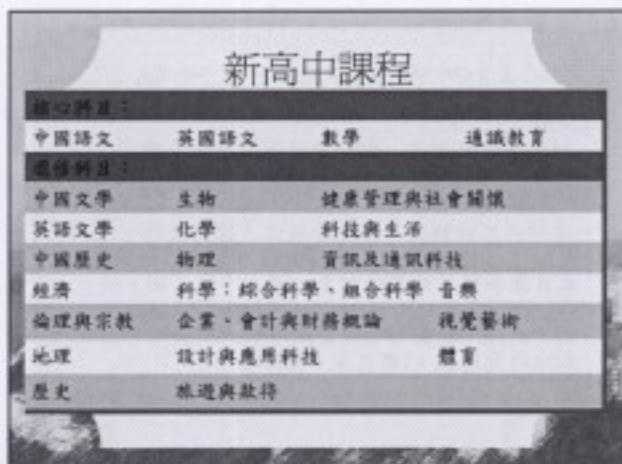 新高中課程
核心科目：
中國語文 英國語文 數學 通識教育
選修科目：
中國文學 生物 健康管理與社會關懷
英語文學 化學 科技與生活
中國歷史 物理 資訊及通訊科技
經濟 科學：綜合科學、組合科學 音樂
倫理與宗教 企業、會計與財務概論 視覺藝術
地理 設計與應用科技 體育
歷史 旅遊與款待